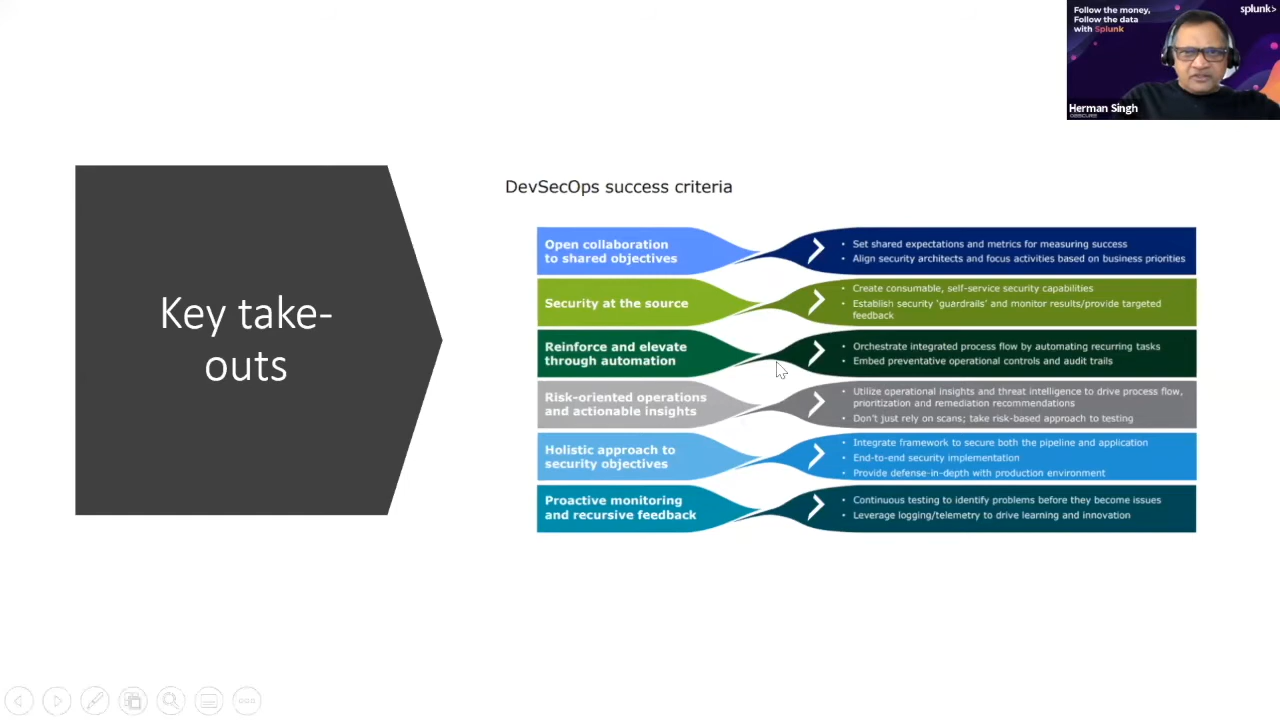 Follow the money,
Follow the data
with Splunk
splunk>
Herman Singh
OBSCURE
Key take-
outs
DevSecOps success criteria
Open collaboration
to shared objectives
• Set shared expectations and metrics for measuring success
• Align security architects and focus activities based on business priorities
Security at the source
• Create consumable, self-service security capabilities
• Establish security ‘guardrails’ and monitor results/provide targeted
feedback
Reinforce and elevate
through automation
• Orchestrate integrated process flow by automating recurring tasks
• Embed preventative operational controls and audit trails
Risk-oriented operations
and actionable insights
• Utilize operational insights and threat intelligence to drive process flow,
prioritization and remediation recommendations
• Don’t just rely on scans; take risk-based approach to testing
Holistic approach to
security objectives
• Integrate framework to secure both the pipeline and application
• End-to-end security implementation
• Provide defense-in-depth with production environment
Proactive monitoring
and recursive feedback
• Continuous testing to identify problems before they become issues
• Leverage logging/telemetry to drive learning and innovation